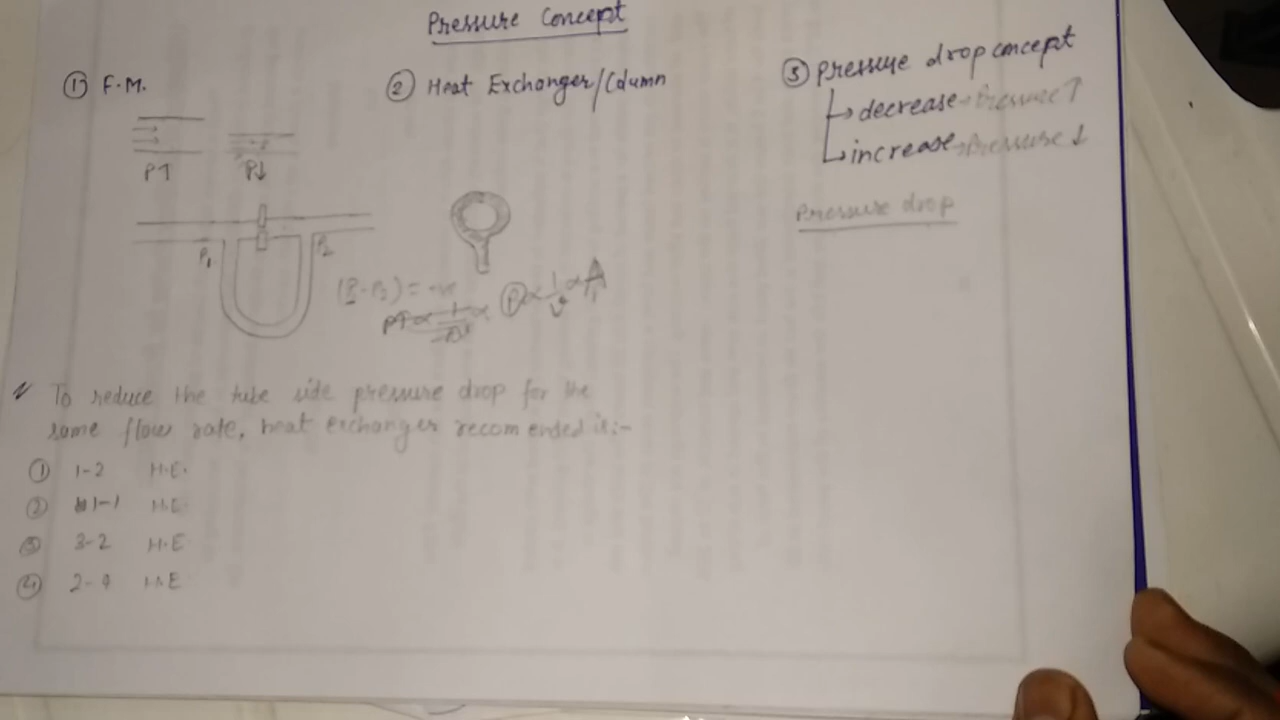 Pressure Concept
① F.M.
P↑ P↓
P₁ P₂
② Heat Exchanger/Column
③ Pressure drop concept
↳ decrease → Pressure ↑
↳ increase → Pressure ↓
Pressure drop
To reduce the tube side pressure drop for the
same flow rate, heat exchanger recomended is:-
① 1-2 H.E.
② 1-1 H.E.
③ 3-2 H.E
④ 2-4 H.E